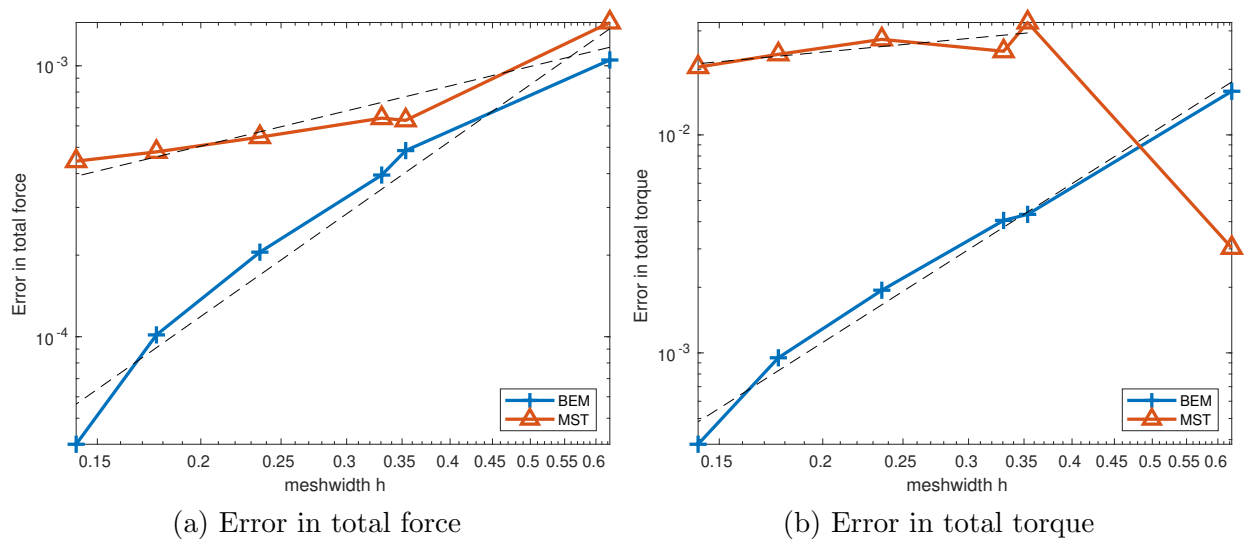 Error in total force
10^-3
10^-4
0.15 0.2 0.25 0.3 0.35 0.4 0.45 0.5 0.55 0.6
meshwidth h
BEM
MST
(a) Error in total force
Error in total torque
10^-2
10^-3
0.15 0.2 0.25 0.3 0.35 0.4 0.45 0.5 0.55 0.6
meshwidth h
BEM
MST
(b) Error in total torque